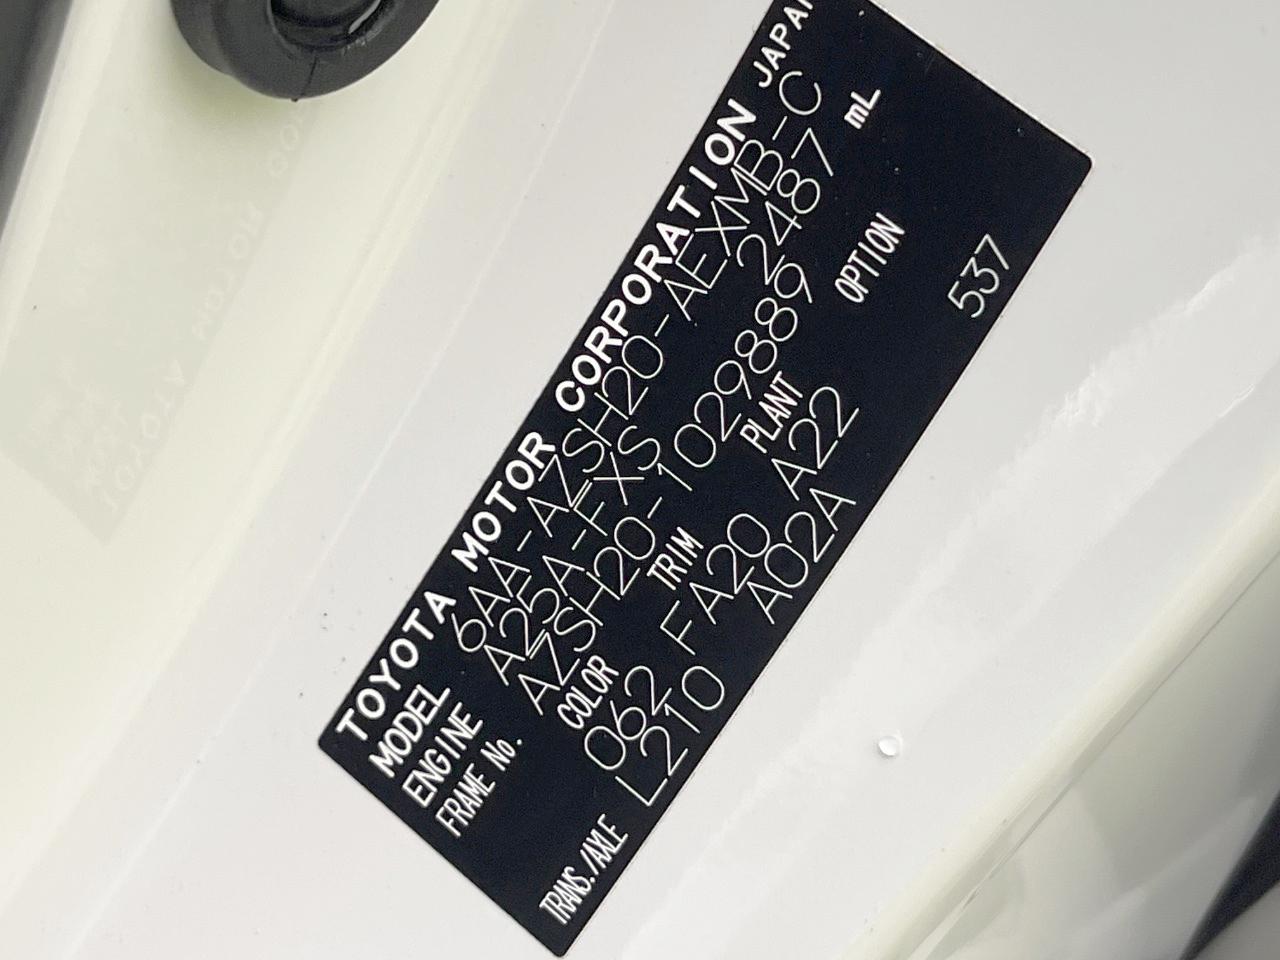 TOYOTA MOTOR CORPORATION JAPAN
MODEL 6AA-AZSH20-AEXMB-C
ENGINE A25A-FXS 2487 mL
FRAME No. AZSH20-1029889
COLOR TRIM PLANT OPTION
062 FA20 A22
TRANS./AXLE L210 A02A 537